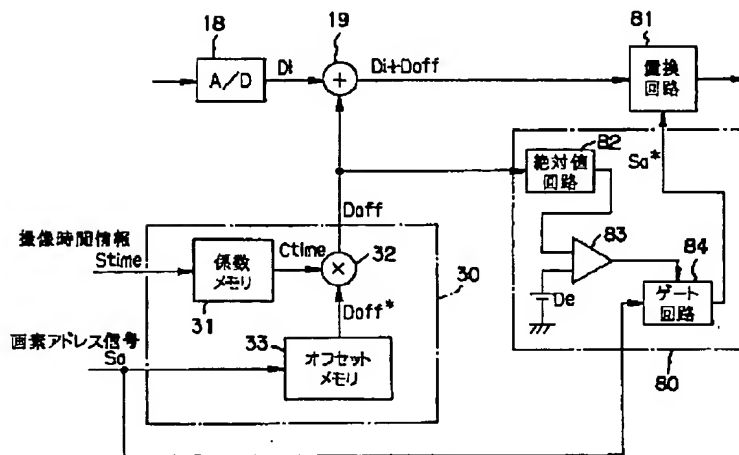 18
A/D
Di
19
+
Di+Doff
81
置換
回路
82
絶対値
回路
Sa*
Doff
撮像時間情報
Stime
係数
メモリ
31
Ctime
×
32
30
83
84
De
ゲート
回路
Doff*
画素アドレス信号
Sa
33
オフセット
メモリ
80